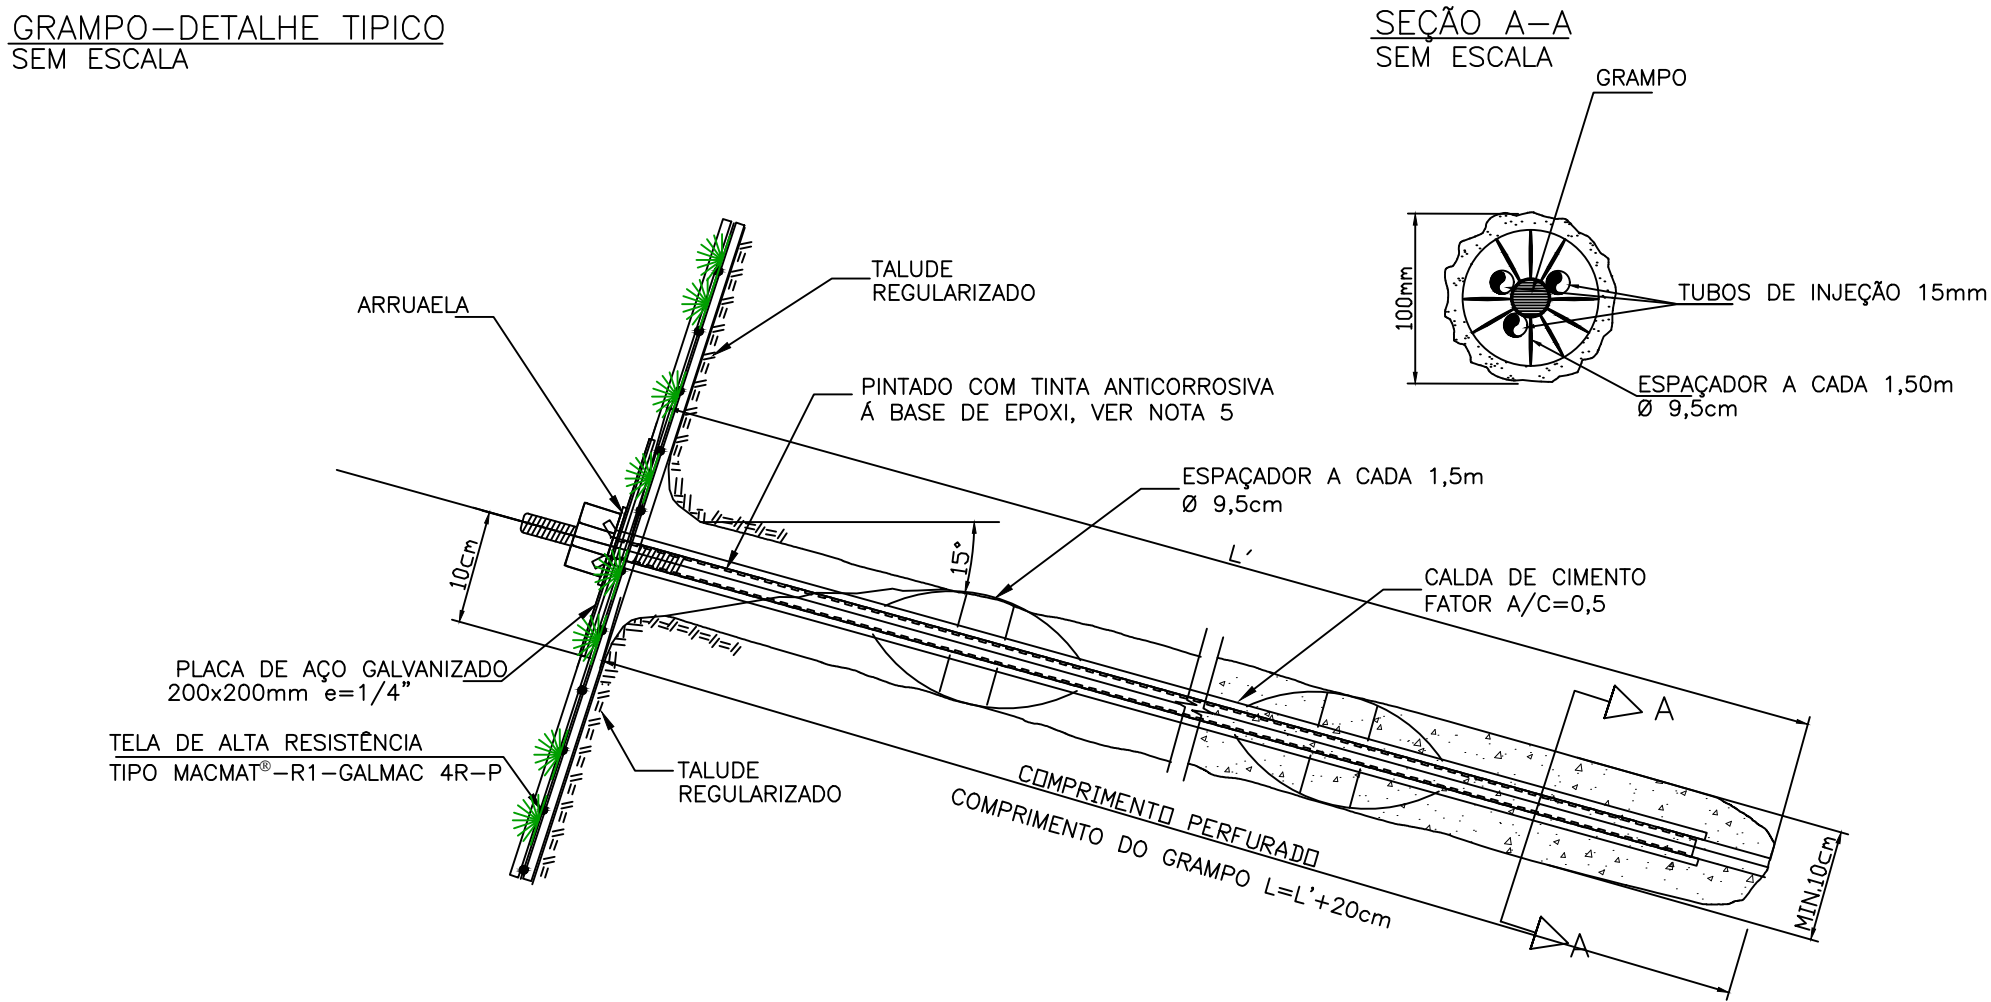 GRAMPO-DETALHE TIPICO
SEM ESCALA
SEÇÃO A-A
SEM ESCALA
GRAMPO
100mm
TUBOS DE INJEÇÃO 15mm
ESPAÇADOR A CADA 1,50m
Ø 9,5cm
TALUDE
REGULARIZADO
ARRUAELA
PINTADO COM TINTA ANTICORROSIVA
Á BASE DE EPOXI, VER NOTA 5
ESPAÇADOR A CADA 1,5m
Ø 9,5cm
15°
L'
10cm
CALDA DE CIMENTO
FATOR A/C=0,5
PLACA DE AÇO GALVANIZADO
200x200mm e=1/4”
A
TELA DE ALTA RESISTÊNCIA
TIPO MACMAT®-R1-GALMAC 4R-P
TALUDE
REGULARIZADO
COMPRIMENTO PERFURADO
COMPRIMENTO DO GRAMPO L=L'+20cm
MIN.10cm
A